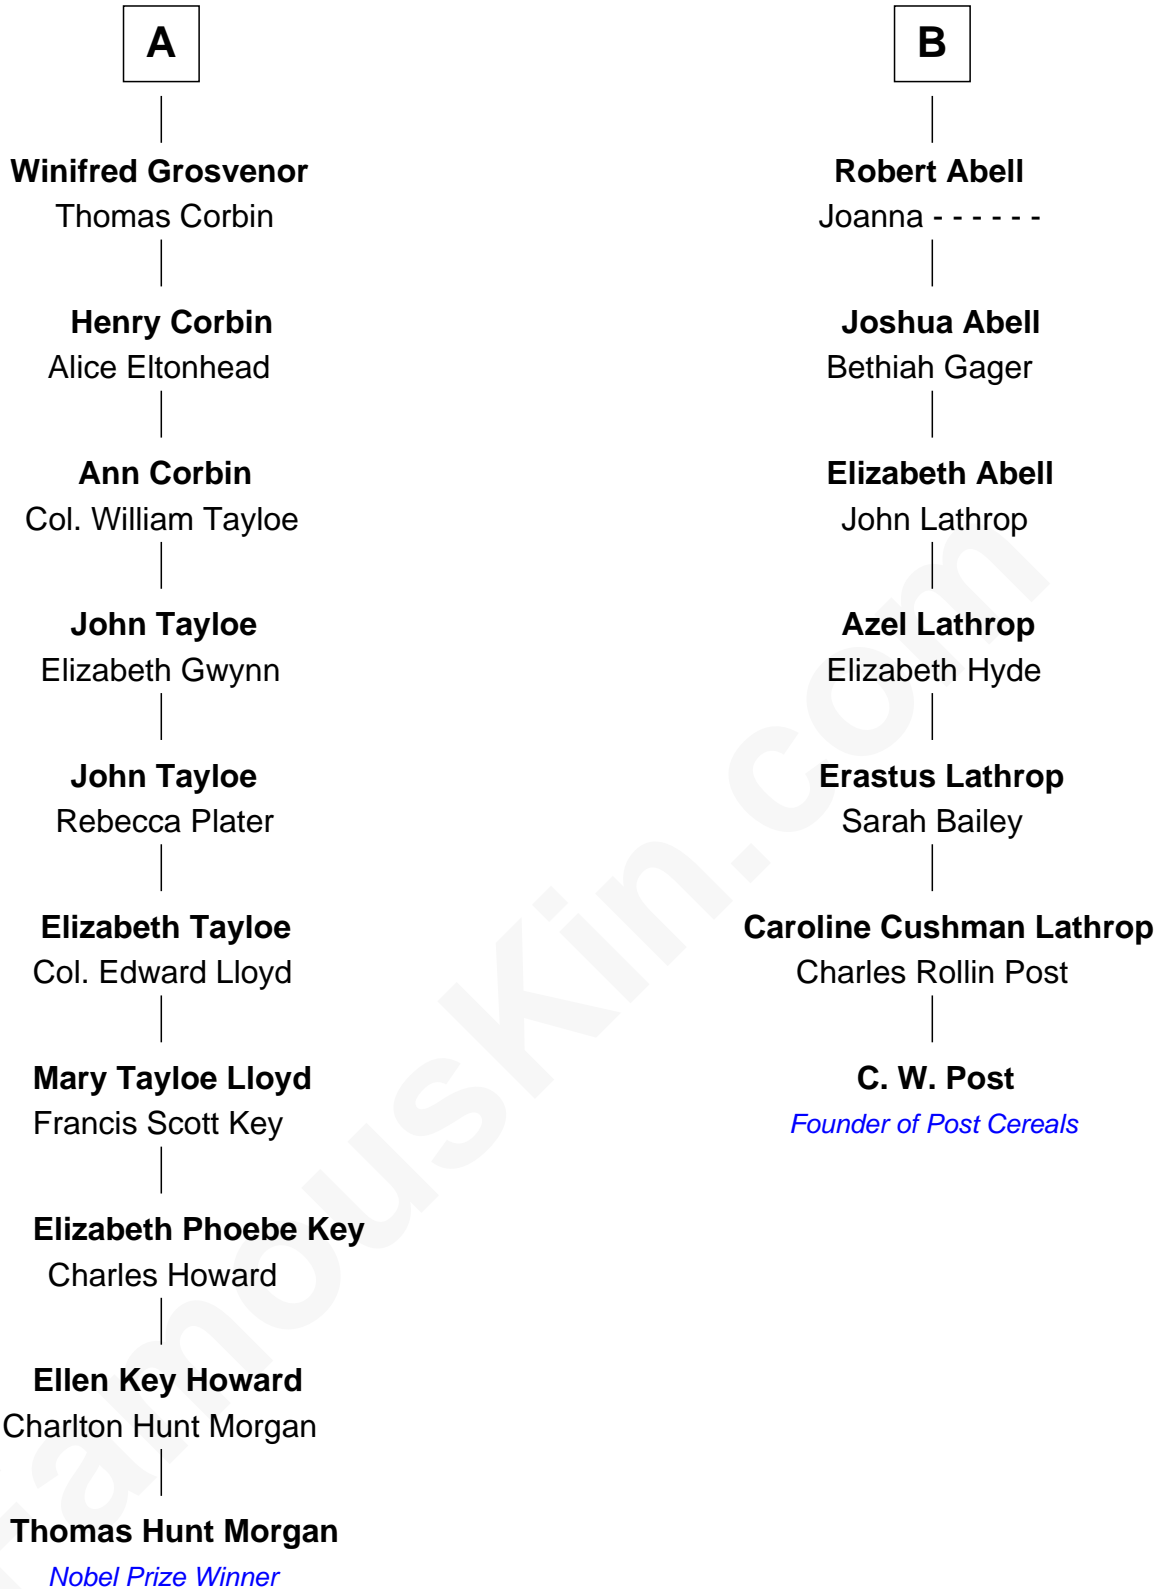 A
Winifred Grosvenor
Thomas Corbin
Henry Corbin
Alice Eltonhead
Ann Corbin
Col. William Tayloe
John Tayloe
Elizabeth Gwynn
John Tayloe
Rebecca Plater
Elizabeth Tayloe
Col. Edward Lloyd
Mary Tayloe Lloyd
Francis Scott Key
Elizabeth Phoebe Key
Charles Howard
Ellen Key Howard
Charlton Hunt Morgan
Thomas Hunt Morgan
Nobel Prize Winner
B
Robert Abell
Joanna - - - - - -
Joshua Abell
Bethiah Gager
Elizabeth Abell
John Lathrop
Azel Lathrop
Elizabeth Hyde
Erastus Lathrop
Sarah Bailey
Caroline Cushman Lathrop
Charles Rollin Post
C. W. Post
Founder of Post Cereals
FamousKin.com